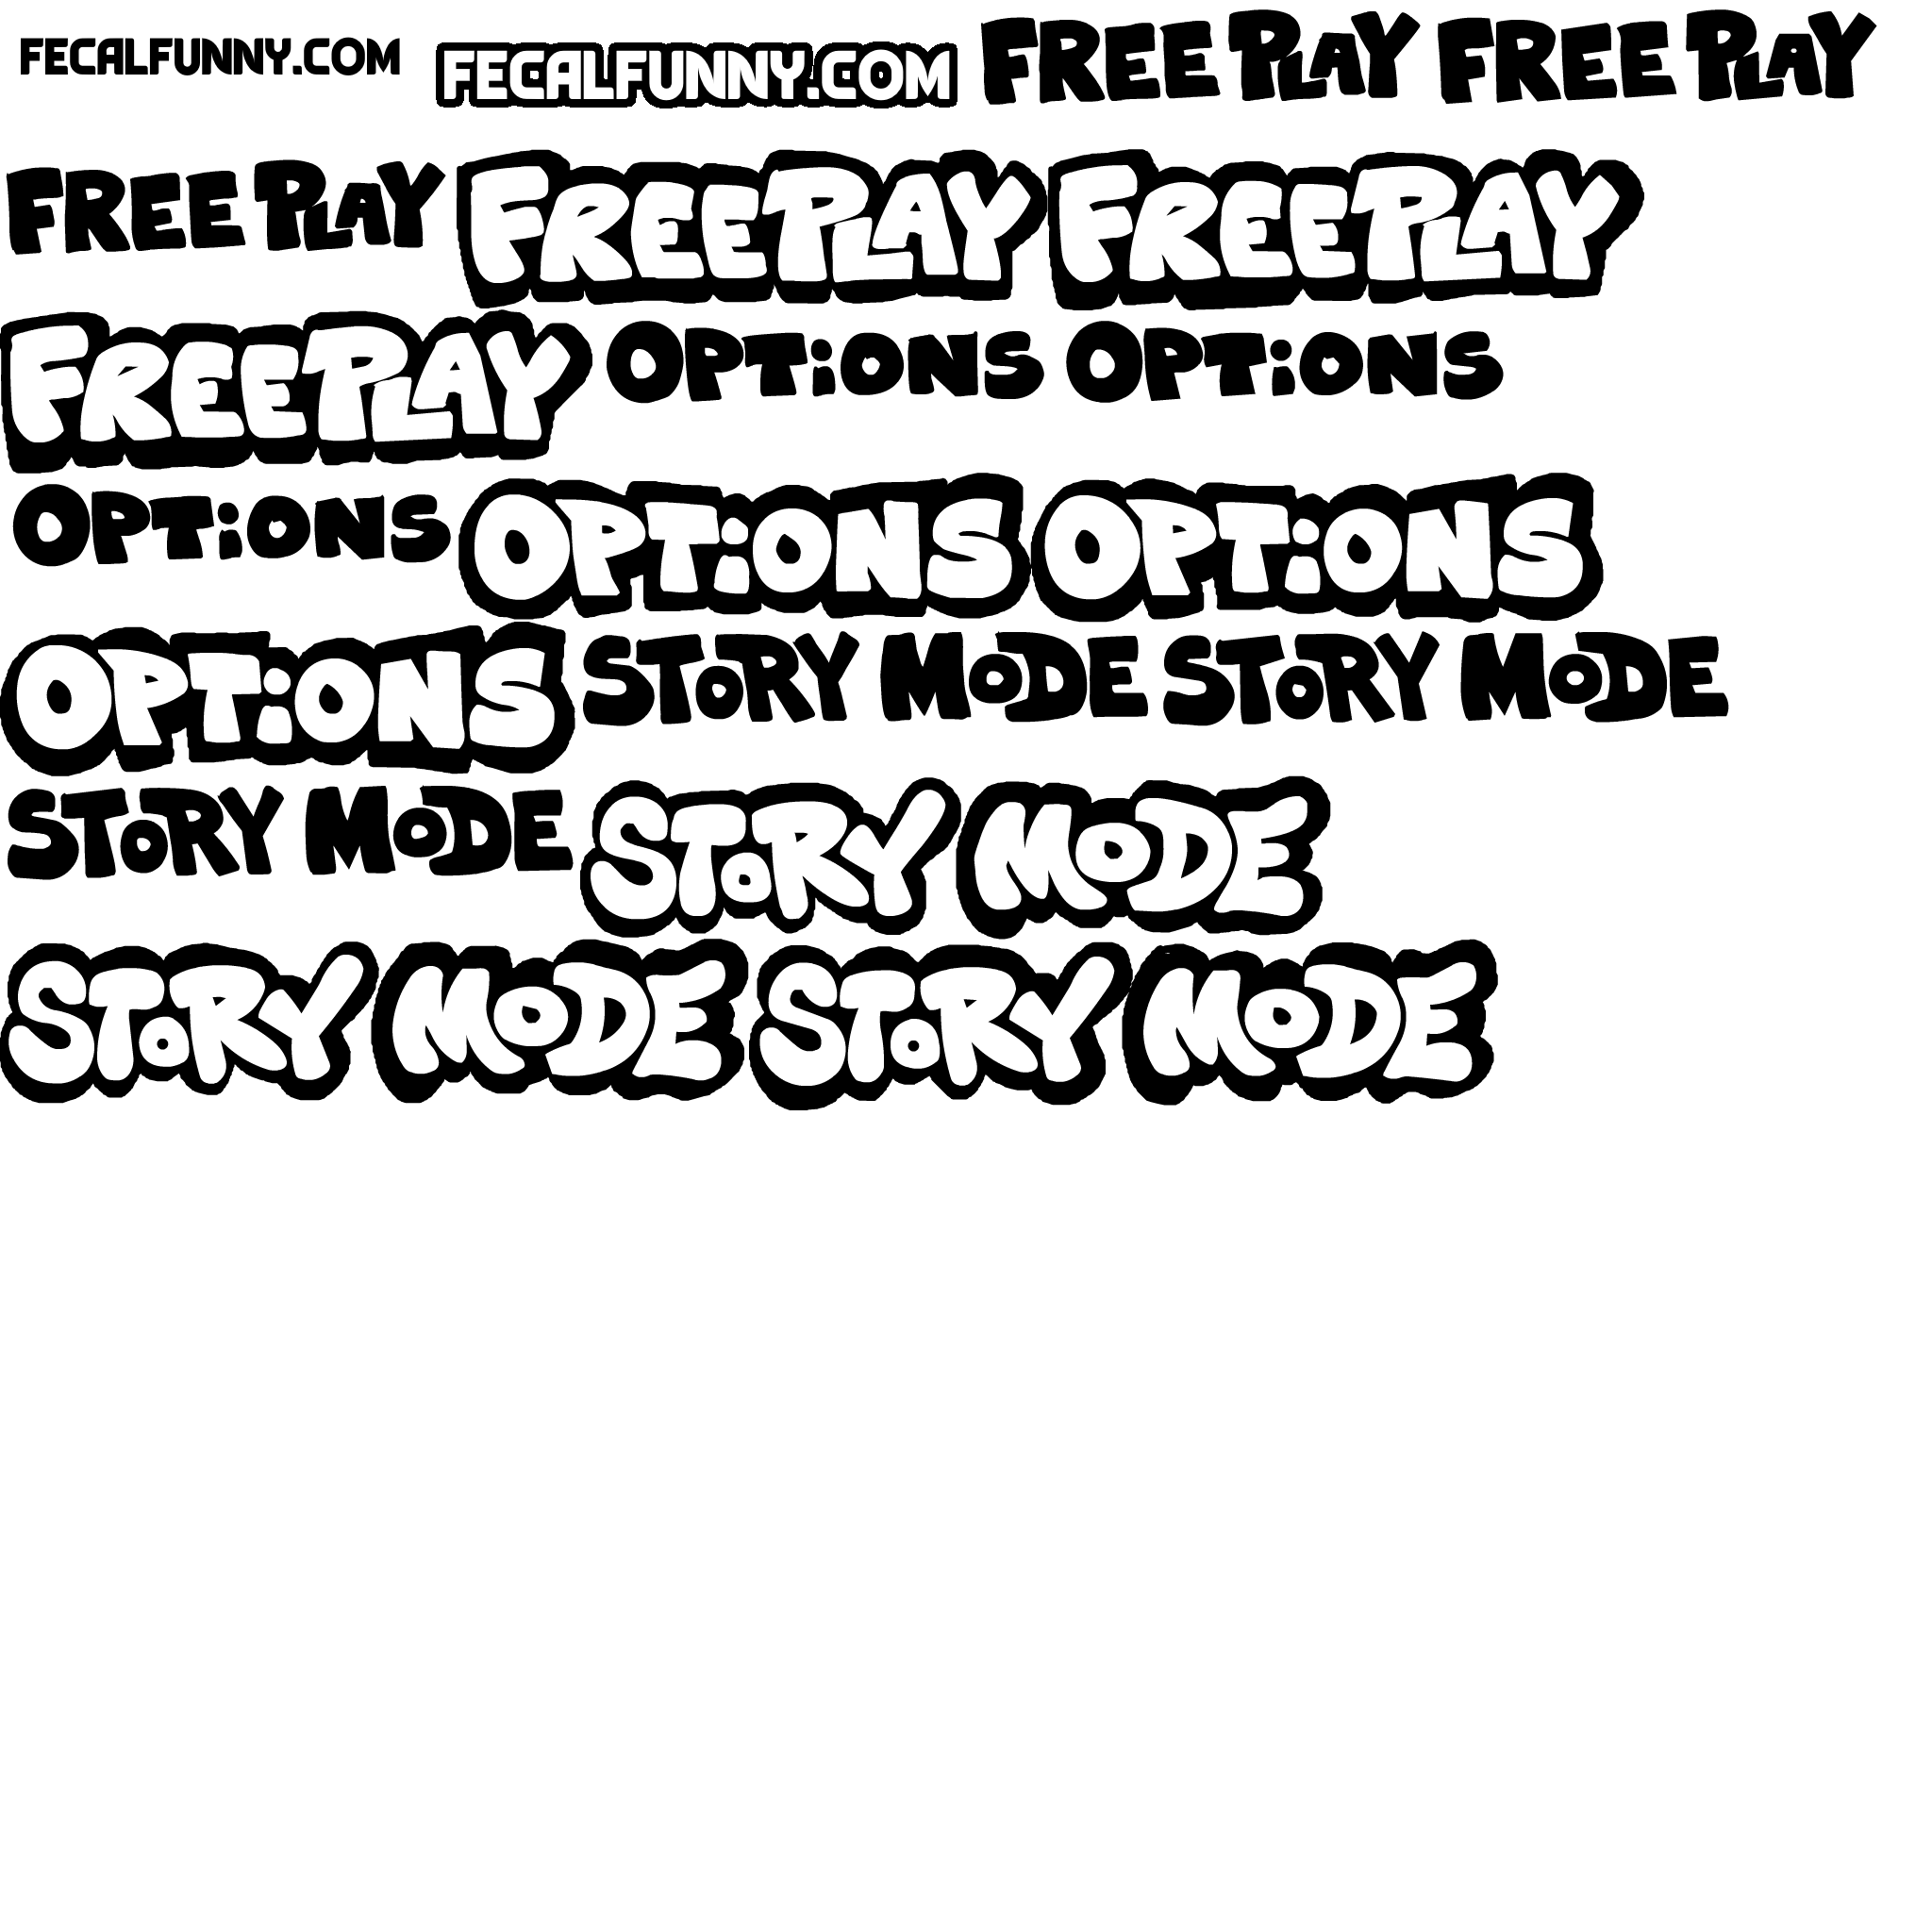 FECALFUNNY.COM FECALFUNNY.COM FREE PLAY FREE PLAY
FREE PLAY FREEPLAY FREEPLAY
FREEPLAY OPTIONS OPTIONS
OPTIONS OPTIONS OPTIONS
OPTIONS STORY MODE STORY MODE
STORY MODE STORY MODE
STORY MODE STORY MODE